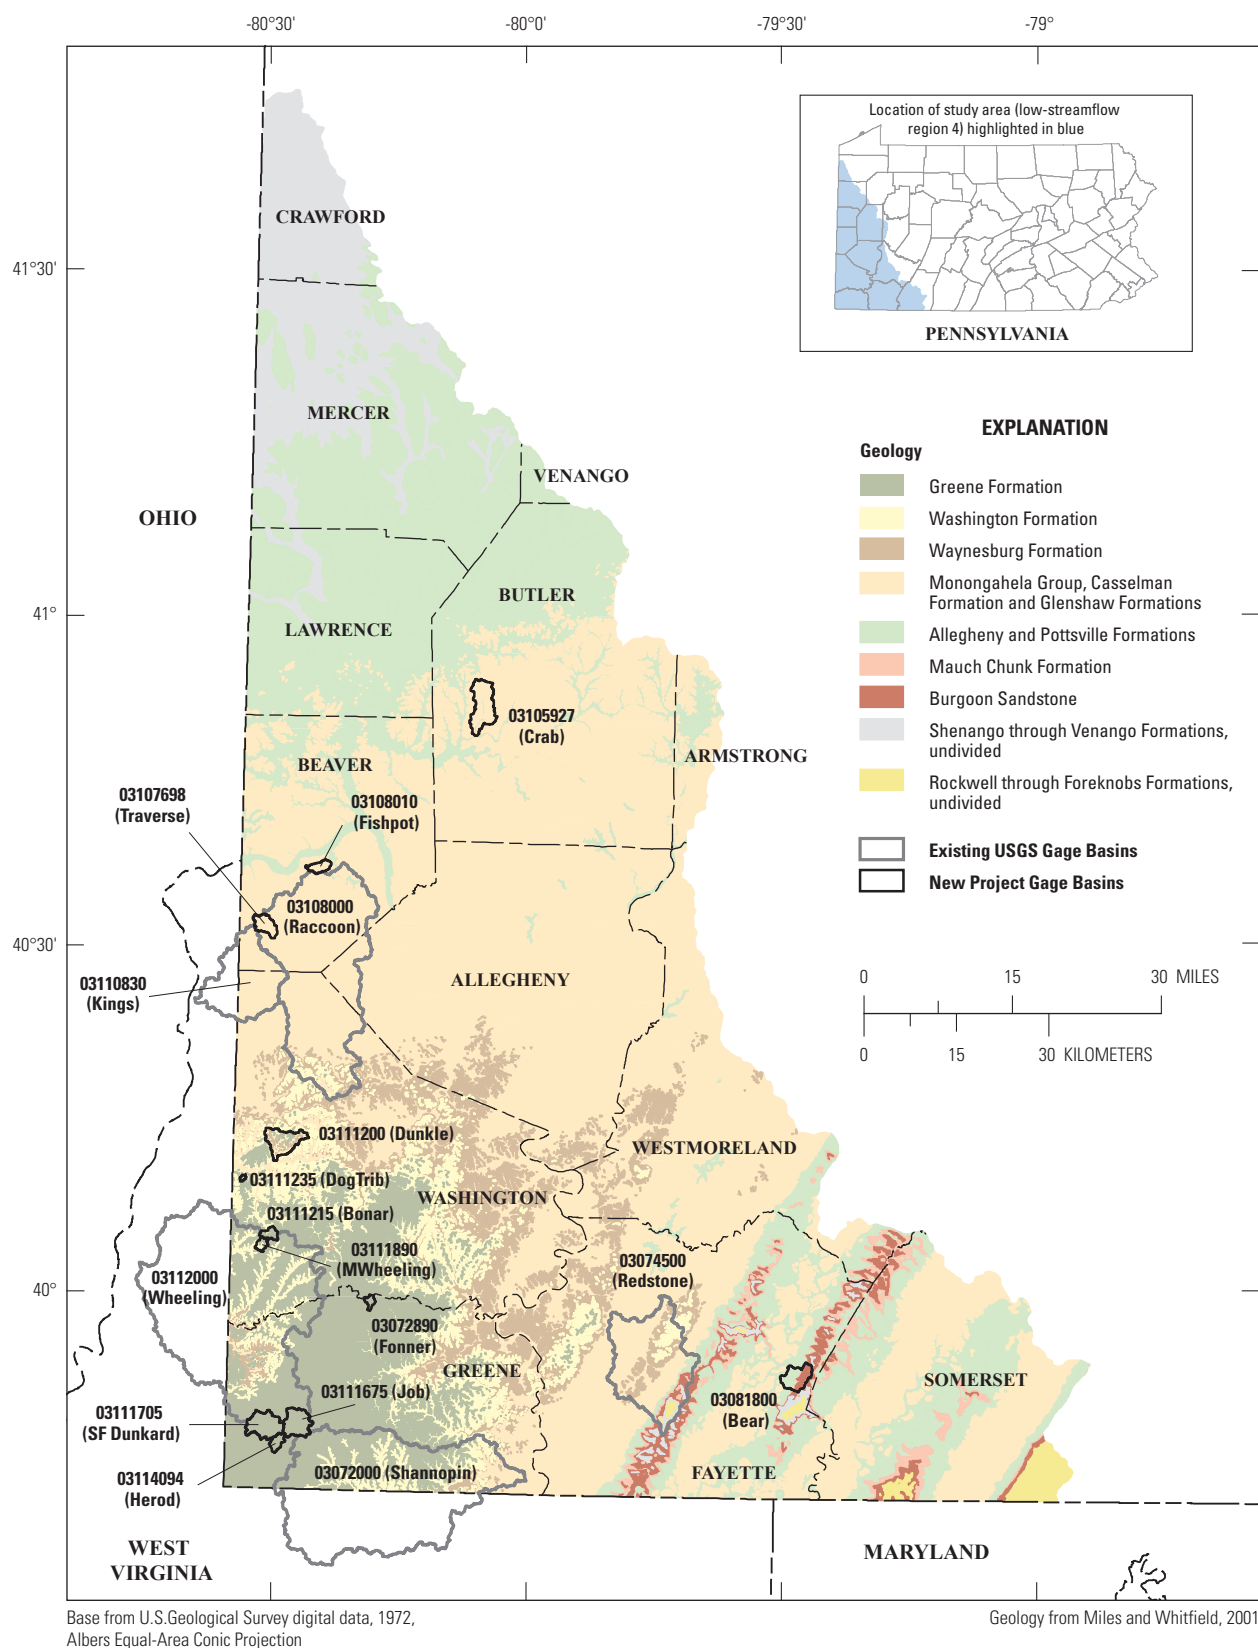 -80°30'
-80°0'
-79°30'
-79°
41°30'
41°
40°30'
40°
Location of study area (low-streamflow
region 4) highlighted in blue
PENNSYLVANIA
CRAWFORD
MERCER
VENANGO
OHIO
BUTLER
LAWRENCE
03105927
(Crab)
ARMSTRONG
BEAVER
03107698
(Traverse)
03108010
(Fishpot)
03108000
(Raccoon)
03110830
(Kings)
ALLEGHENY
03111200 (Dunkle)
WESTMORELAND
03111235 (DogTrib)
WASHINGTON
03111215 (Bonar)
03111890
(MWheeling)
03074500
(Redstone)
03112000
(Wheeling)
03072890
(Fonner)
GREENE
03111675 (Job)
SOMERSET
03081800
(Bear)
03111705
(SF Dunkard)
FAYETTE
03072000 (Shannopin)
03114094
(Herod)
WEST
VIRGINIA
MARYLAND
EXPLANATION
Geology
Greene Formation
Washington Formation
Waynesburg Formation
Monongahela Group, Casselman
Formation and Glenshaw Formations
Allegheny and Pottsville Formations
Mauch Chunk Formation
Burgoon Sandstone
Shenango through Venango Formations,
undivided
Rockwell through Foreknobs Formations,
undivided
Existing USGS Gage Basins
New Project Gage Basins
0 15 30 MILES
0 15 30 KILOMETERS
Base from U.S.Geological Survey digital data, 1972,
Albers Equal-Area Conic Projection
Geology from Miles and Whitfield, 2001